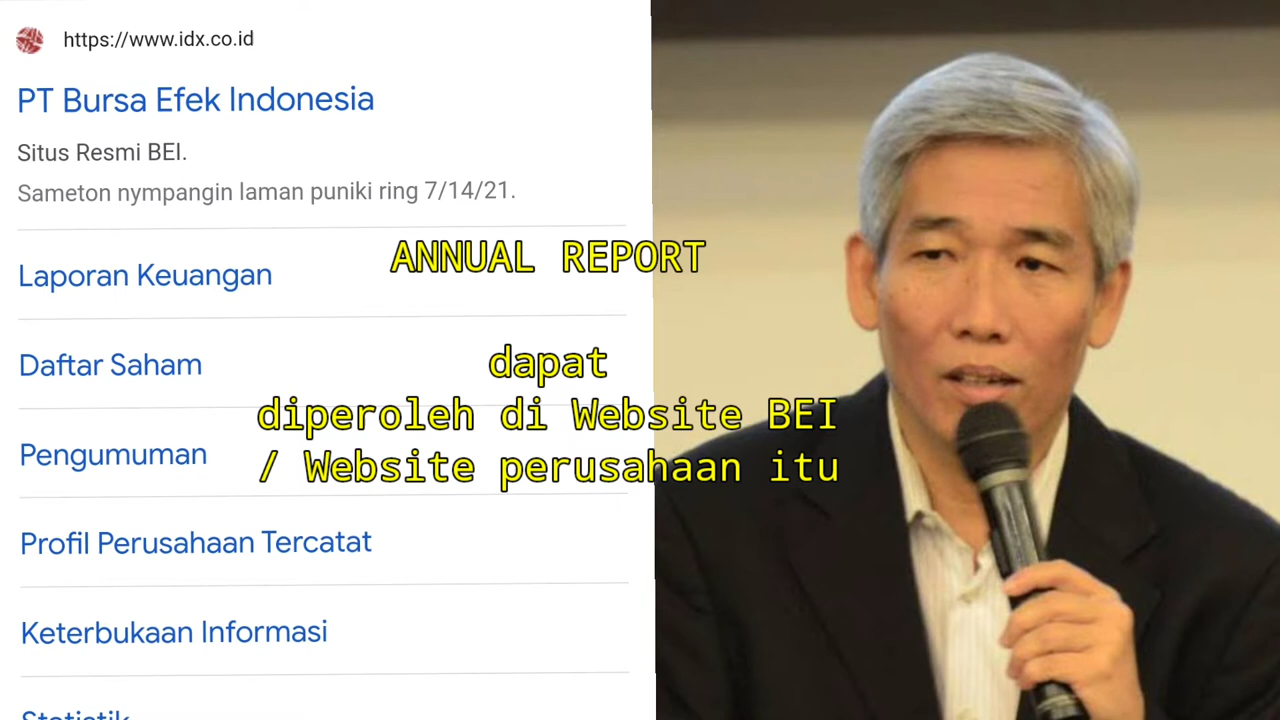 https://www.idx.co.id
PT Bursa Efek Indonesia
Situs Resmi BEI.
Sameton nympangin laman puniki ring 7/14/21.
Laporan Keuangan
Daftar Saham
Pengumuman
Profil Perusahaan Tercatat
Keterbukaan Informasi
Statistik
ANNUAL REPORT
dapat
diperoleh di Website BEI
/ Website perusahaan itu